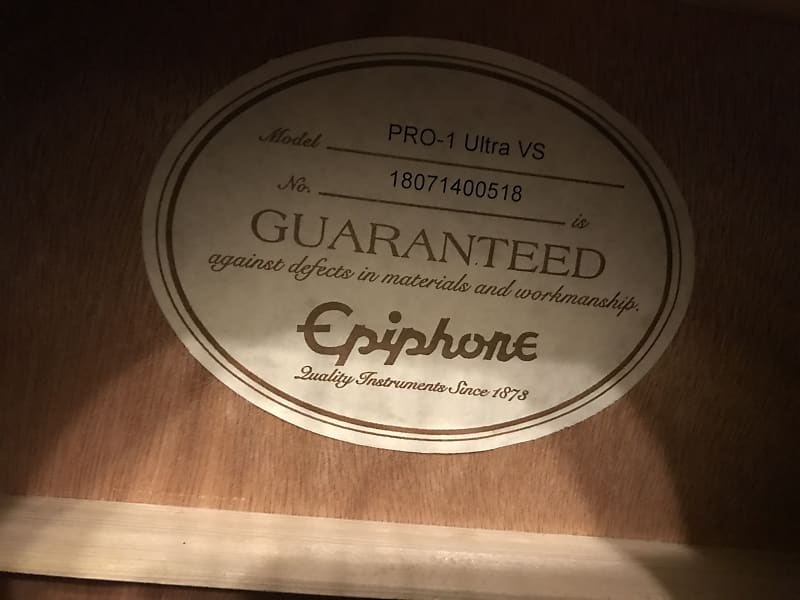 Model PRO-1 Ultra VS
No. 18071400518 is
GUARANTEED
against defects in materials and workmanship.
Epiphone
Quality Instruments Since 1873